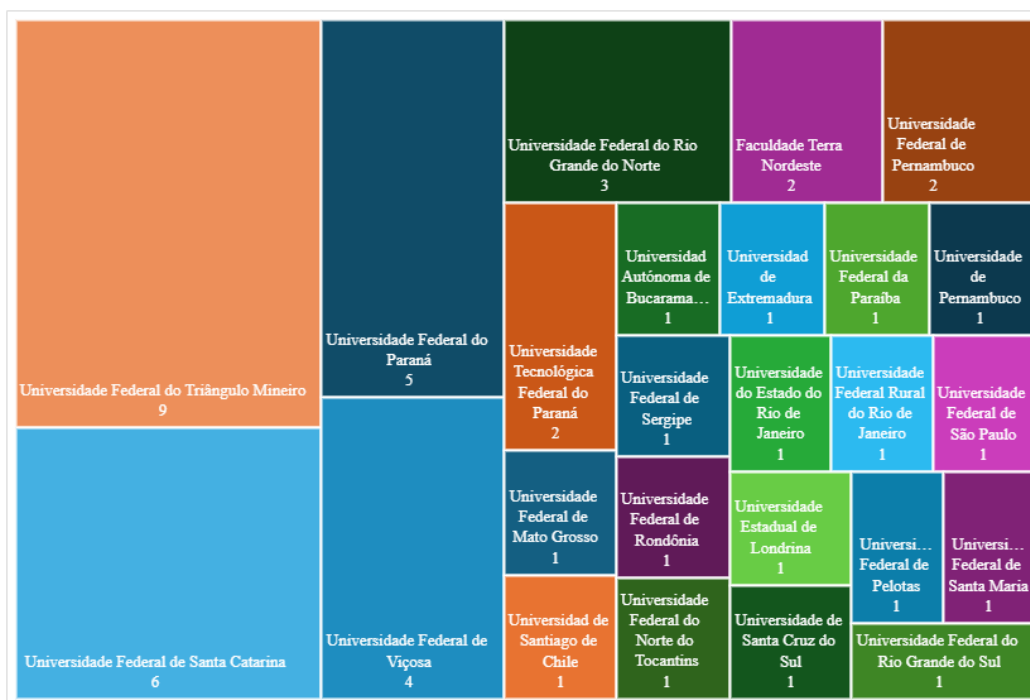 Universidade Federal do Triângulo Mineiro
9
Universidade Federal de Santa Catarina
6
Universidade Federal do
Paraná
5
Universidade Federal de
Viçosa
4
Universidade Federal do Rio
Grande do Norte
3
Faculdade Terra
Nordeste
2
Universidade
Federal de
Pernambuco
2
Universidade
Tecnológica
Federal do
Paraná
2
Universidad
Autónoma de
Bucarama...
1
Universidad
de
Extremadura
1
Universidade
Federal da
Paraíba
1
Universidade
de
Pernambuco
1
Universidade
Federal de
Sergipe
1
Universidade
do Estado do
Rio de
Janeiro
1
Universidade
Federal Rural
do Rio de
Janeiro
1
Universidade
Federal de
São Paulo
1
Universidade
Federal de
Mato Grosso
1
Universidade
Federal de
Rondônia
1
Universidade
Estadual de
Londrina
1
Universi...
Federal de
Pelotas
1
Universi...
Federal de
Santa Maria
1
Universidad de
Santiago de
Chile
1
Universidade
Federal do
Norte do
Tocantins
1
Universidade de
Santa Cruz do
Sul
1
Universidade Federal do
Rio Grande do Sul
1